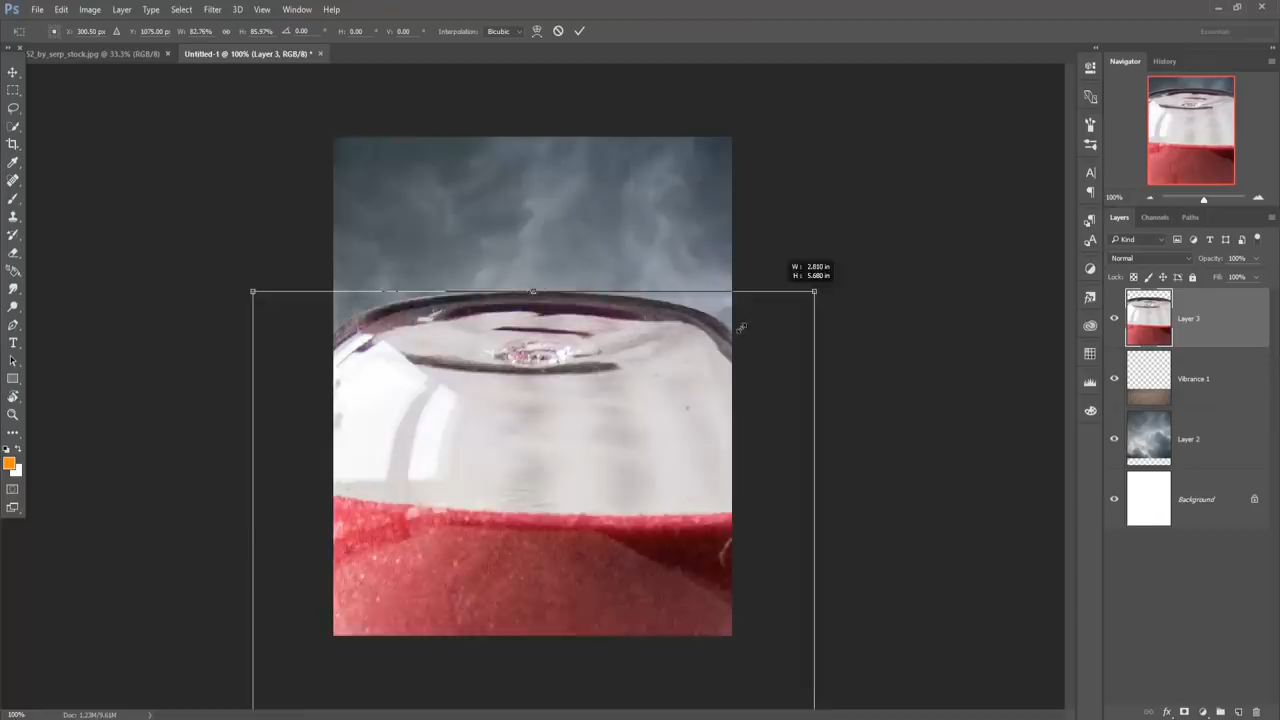 Ps File Edit Image Layer Type Select Filter 3D View Window Help
X: 300.50 px Y: 1075.00 px W: 82.76% H: 85.97% 0.00 H: 0.00 V: 0.00 Interpolation: Bicubic Essentials
52_by_serp_stock.jpg @ 33.3% (RGB/8) × Untitled-1 @ 100% (Layer 3, RGB/8) * ×
Navigator History
100%
Layers Channels Paths
Kind
Normal Opacity: 100%
Lock: Fill: 100%
W: 2.810 in
H: 5.680 in
Layer 3
Vibrance 1
Layer 2
Background
100% Doc: 1.23M/9.61M